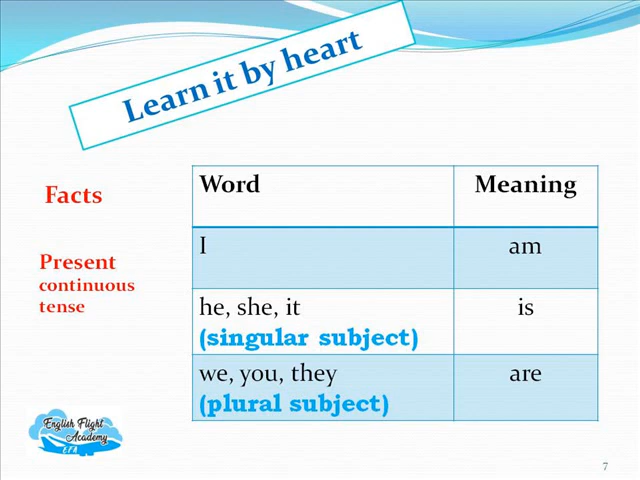 Learn it by heart
Facts
Present
continuous
tense
Word Meaning
I am
he, she, it is
(singular subject)
we, you, they are
(plural subject)
English Flight
Academy
E.F.A
7